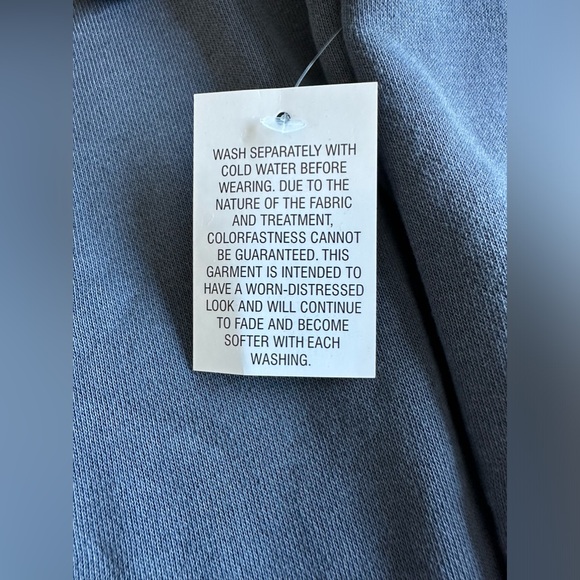 WASH SEPARATELY WITH
COLD WATER BEFORE
WEARING. DUE TO THE
NATURE OF THE FABRIC
AND TREATMENT,
COLORFASTNESS CANNOT
BE GUARANTEED. THIS
GARMENT IS INTENDED TO
HAVE A WORN-DISTRESSED
LOOK AND WILL CONTINUE
TO FADE AND BECOME
SOFTER WITH EACH
WASHING.